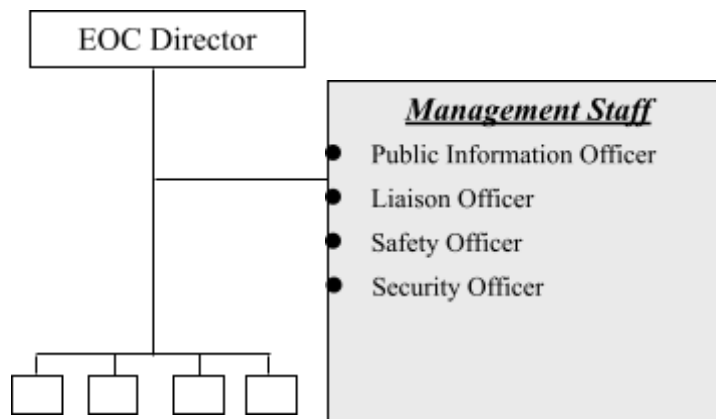 EOC Director
Management Staff
● Public Information Officer
● Liaison Officer
● Safety Officer
● Security Officer